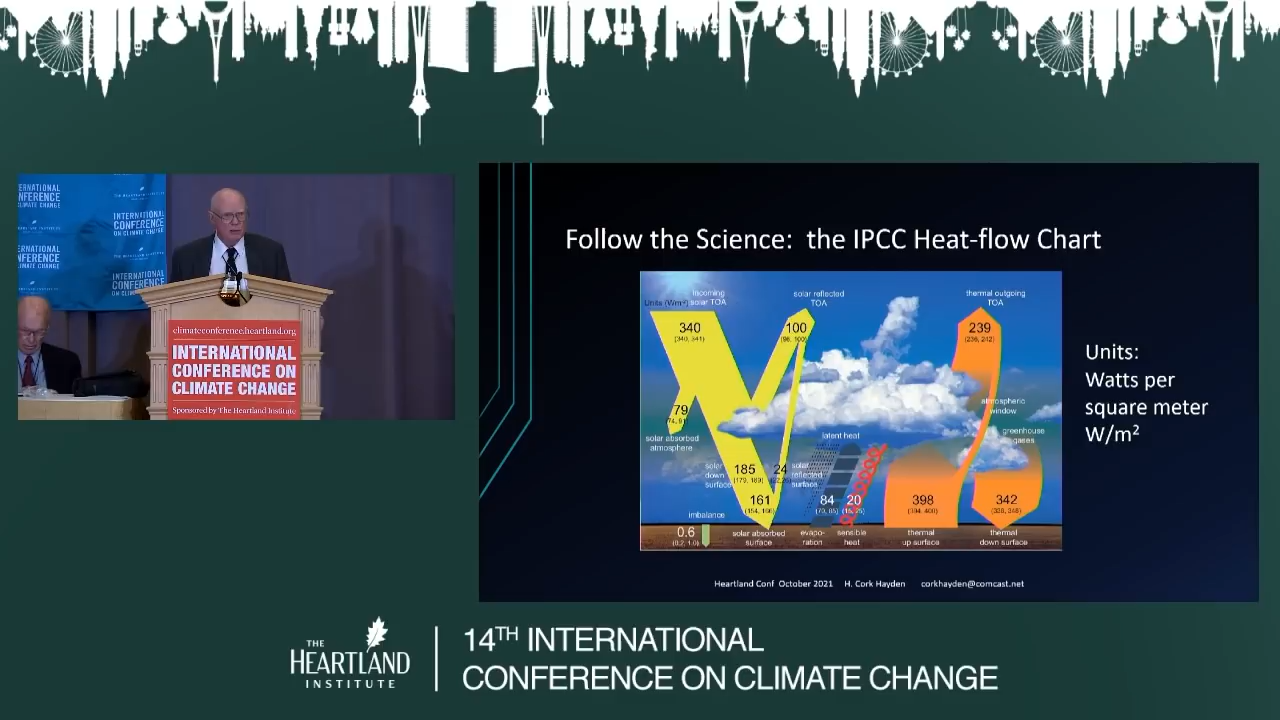 ERNATIONAL
NFERENCE
LIMATE CHANGE
INTERNATIONAL
CONFERENCE
ON CLIMATE CHANGE
climateconference.heartland.org
INTERNATIONAL
CONFERENCE ON
CLIMATE CHANGE
Sponsored by The Heartland Institute
Follow the Science: the IPCC Heat-flow Chart
Units (Wm⁻²)
incoming
solar TOA
solar reflected
TOA
thermal outgoing
TOA
340
(340, 341)
100
(96, 100)
239
(236, 242)
79
(74, 91)
solar absorbed
atmosphere
latent heat
atmospheric
window
greenhouse
gases
solar
down
surface
185
(179, 189)
24
solar
reflected
surface
161
(154, 166)
84
(70, 85)
20
(15, 25)
398
(394, 400)
342
(338, 348)
imbalance
0.6
(0.2, 1.0)
solar absorbed
surface
evapo-
ration
sensible
heat
thermal
up surface
thermal
down surface
Units:
Watts per
square meter
W/m²
Heartland Conf October 2021 H. Cork Hayden corkhayden@comcast.net
THE
HEARTLAND
INSTITUTE
14TH INTERNATIONAL
CONFERENCE ON CLIMATE CHANGE